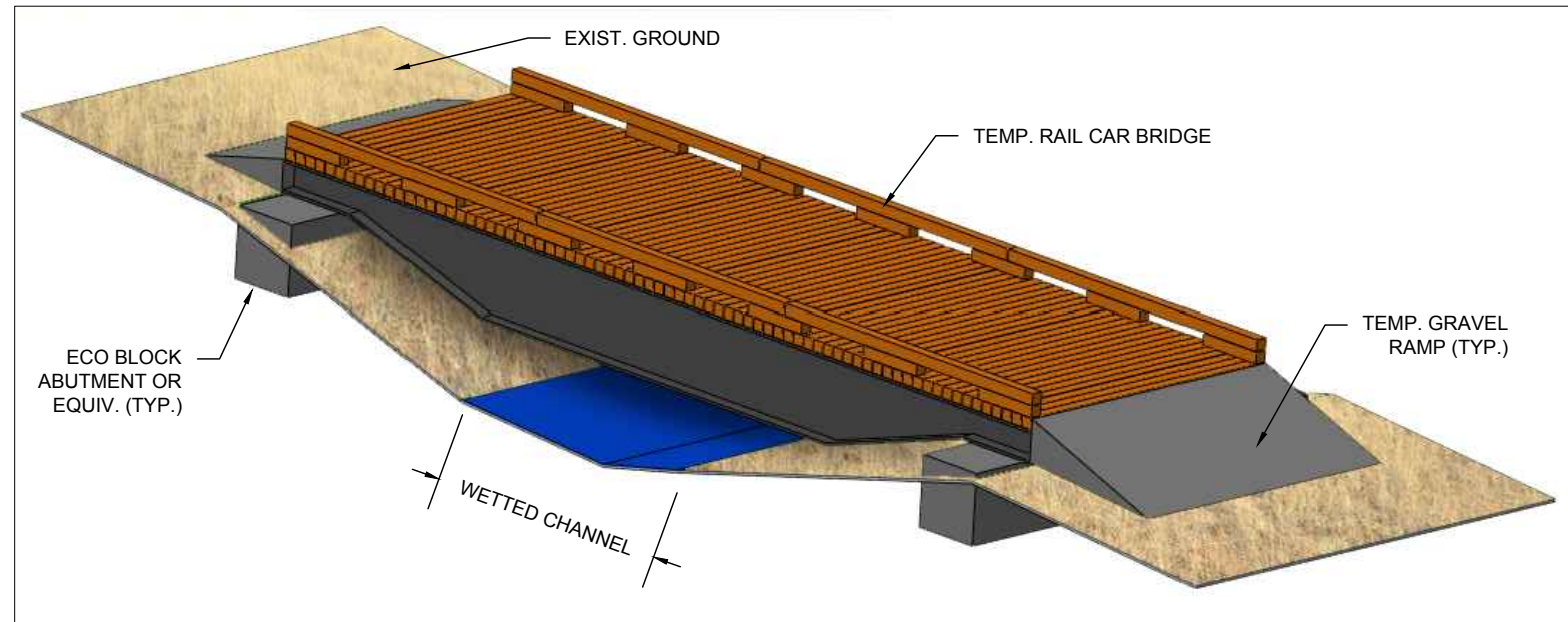 EXIST. GROUND
TEMP. RAIL CAR BRIDGE
TEMP. GRAVEL
RAMP (TYP.)
ECO BLOCK
ABUTMENT OR
EQUIV. (TYP.)
WETTED CHANNEL